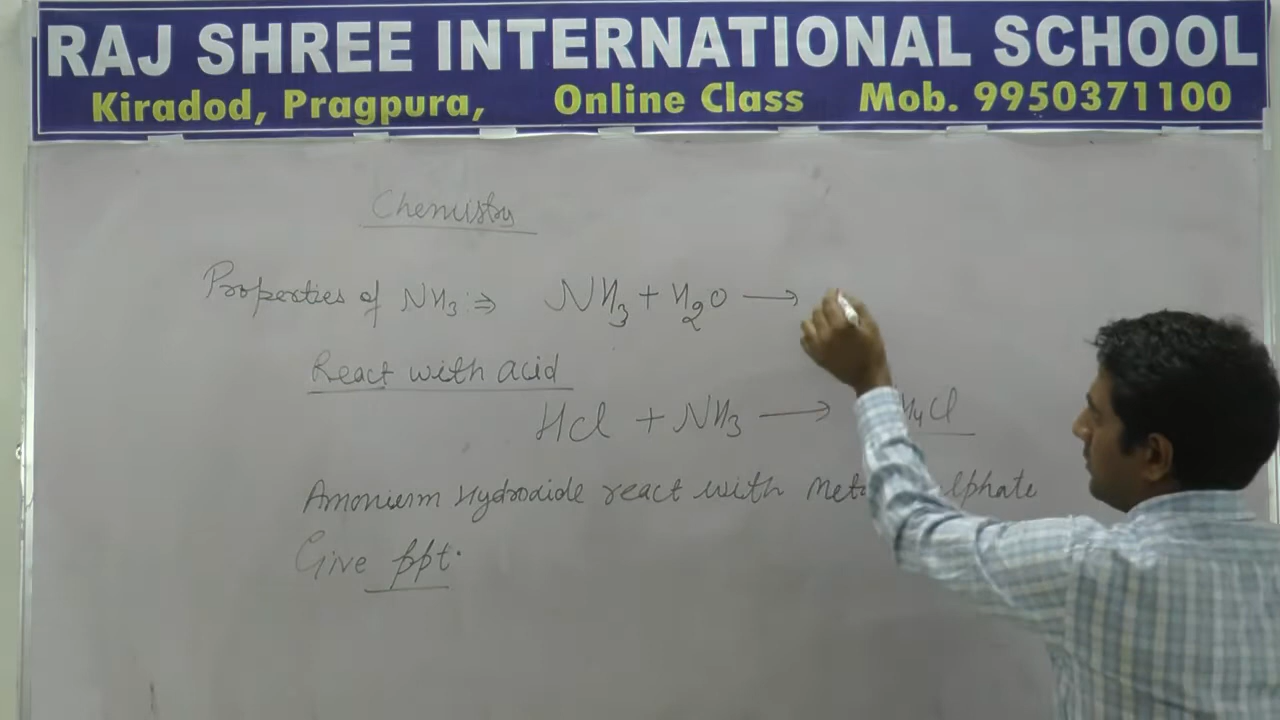 RAJ SHREE INTERNATIONAL SCHOOL
Kiradod, Pragpura, Online Class Mob. 9950371100
Chemistry
Properties of NH3 :⇒ NH3 + H2O →
React with acid
HCl + NH3 → H4Cl
Amonium Hydroxide react with Met lphate
Give ppt.